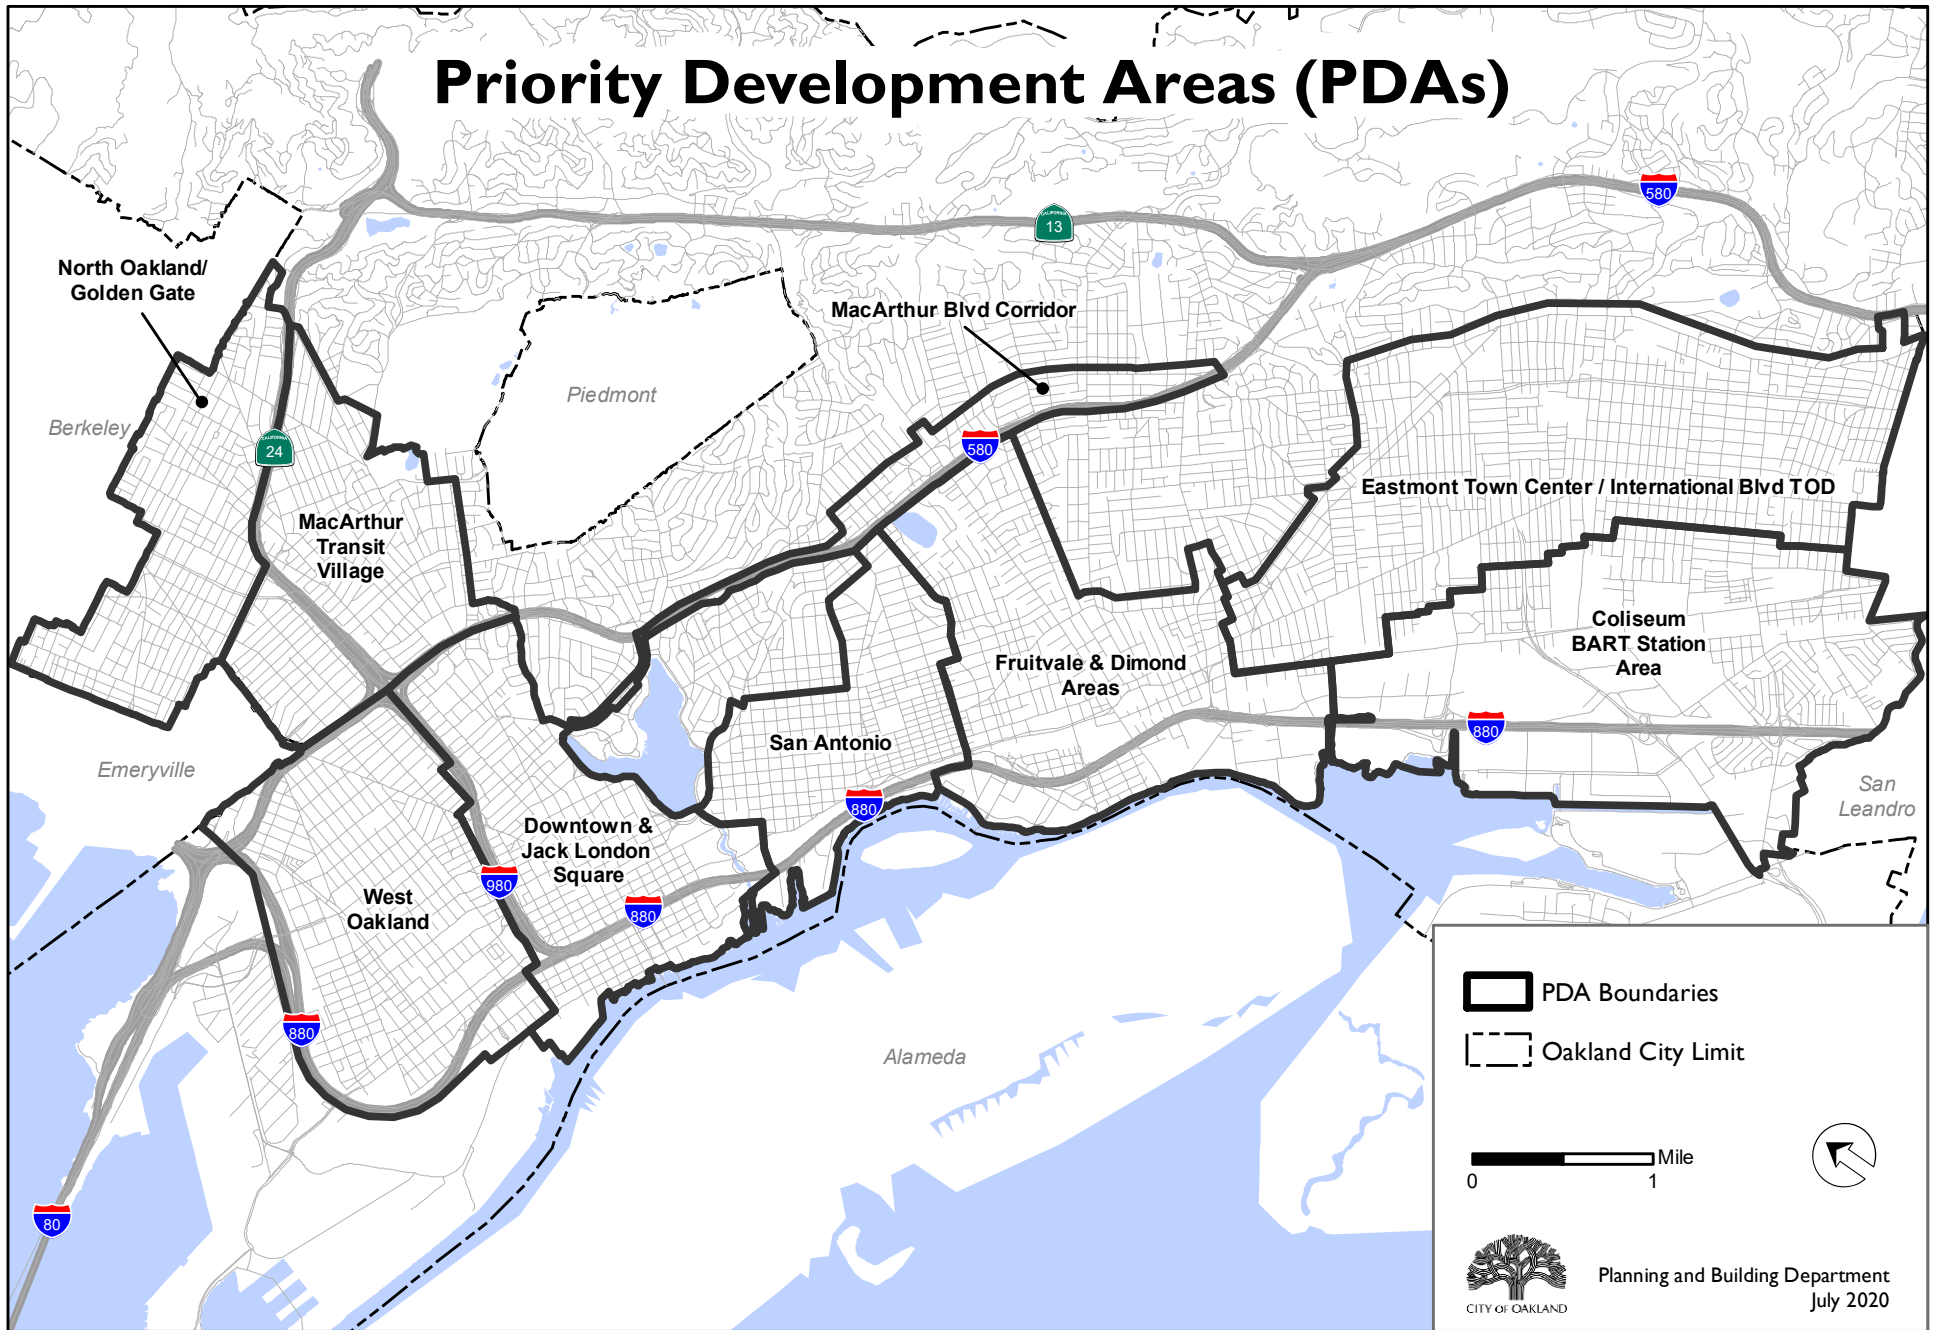 Priority Development Areas (PDAs)
580
CALIFORNIA
13
North Oakland/
Golden Gate
MacArthur Blvd Corridor
Piedmont
Berkeley
CALIFORNIA
24
580
Eastmont Town Center / International Blvd TOD
MacArthur
Transit
Village
Coliseum
BART Station
Area
Fruitvale & Dimond
Areas
880
San Antonio
Emeryville
San
Leandro
880
Downtown &
Jack London
Square
980
West
Oakland
880
880
Alameda
80
PDA Boundaries
Oakland City Limit
Mile
0
1
CITY OF OAKLAND
Planning and Building Department
July 2020